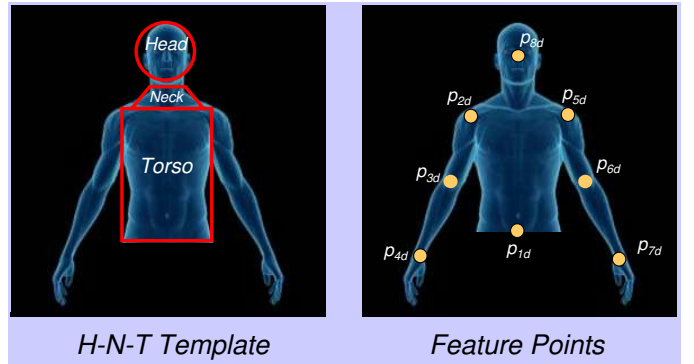 Head
Neck
Torso
H-N-T Template
p8d
p2d
p5d
p3d
p6d
p4d
p1d
p7d
Feature Points